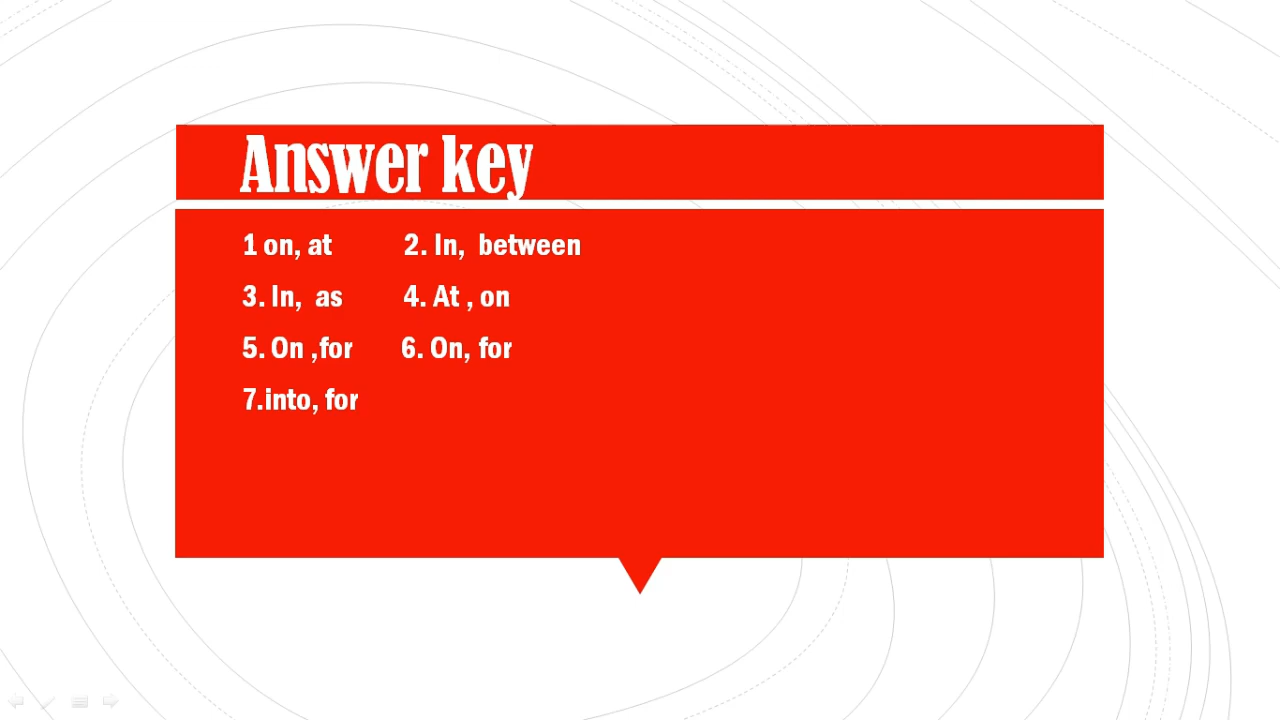 Answer key
1 on, at 2. In, between
3. In, as 4. At , on
5. On ,for 6. On, for
7.into, for